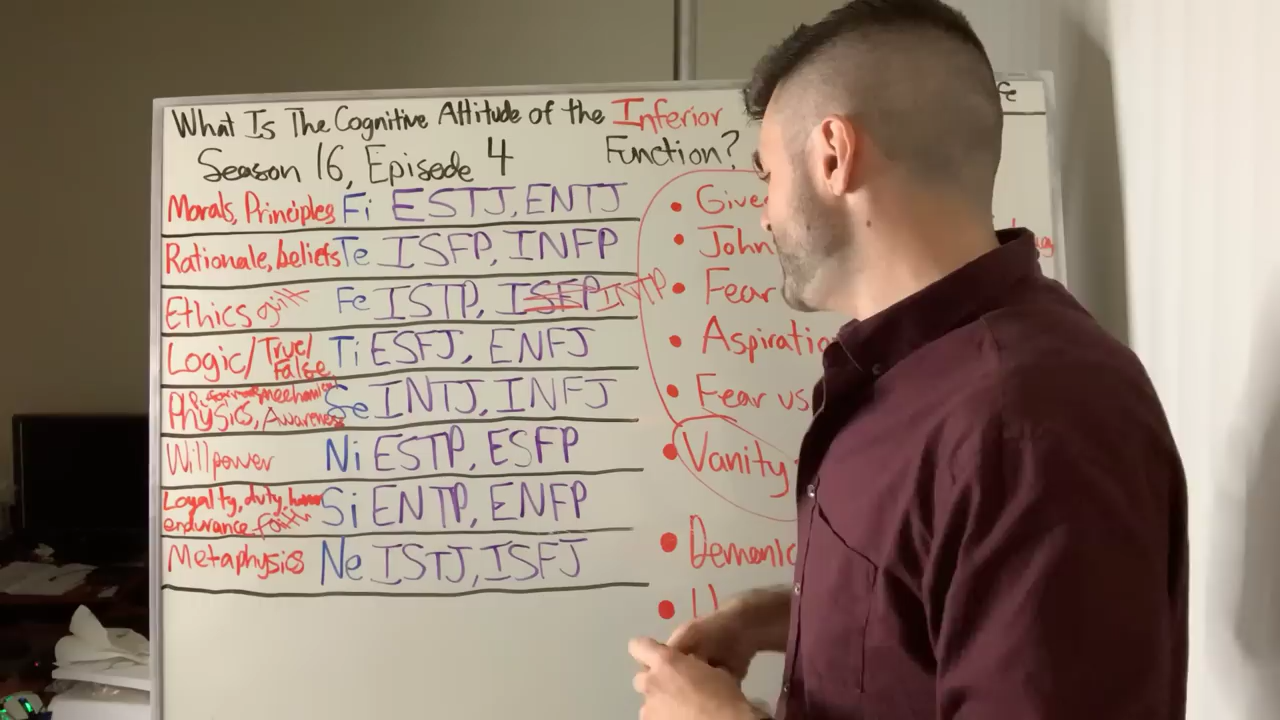 What Is The Cognitive Attitude of the Inferior
Season 16, Episode 4 Function?
Morals, Principles Fi ESTJ, ENTJ
Rationale, beliefs Te ISFP, INFP
Ethics Fe ISTP, ISFP INTP
Logic/True/False Ti ESFJ, ENFJ
mechanics
Physics, Awareness Se INTJ, INFJ
Willpower Ni ESTP, ESFP
Loyalty, duty, honor
endurance, faith Si ENTP, ENFP
Metaphysics Ne ISTJ, ISFJ
• Give
• John
• Fear
• Aspiratio
• Fear vs
• Vanity
• Demonic